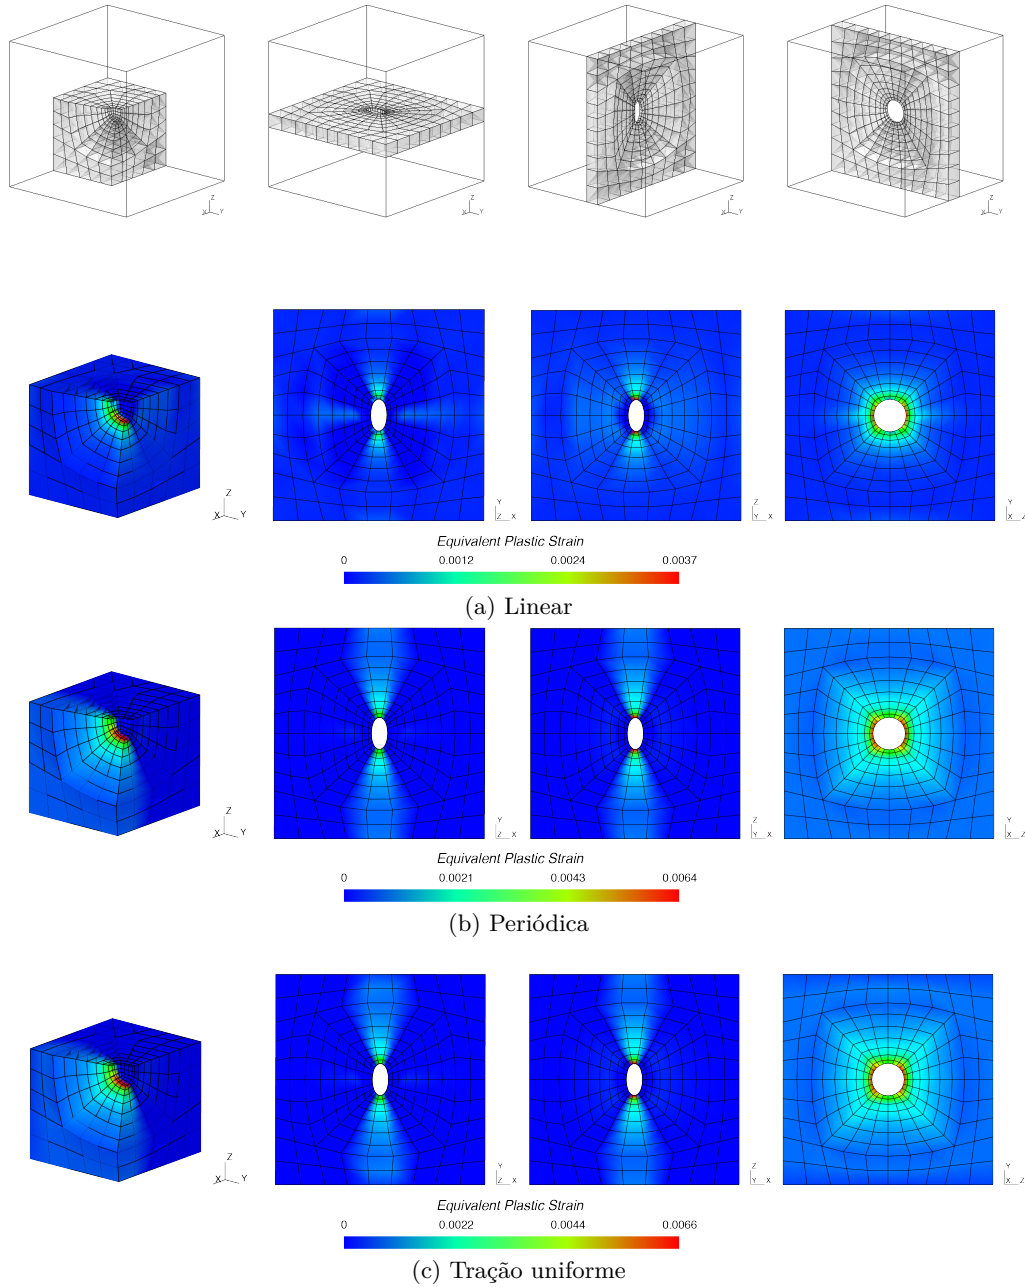 Z
X Y
Z
X Y
Z
X Y
Z
X Y
Z
X Y
Y
Z X
Z
Y X
Y
X Z
Equivalent Plastic Strain
0 0.0012 0.0024 0.0037
(a) Linear
Z
X Y
Y
Z X
Z
Y X
Y
X Z
Equivalent Plastic Strain
0 0.0021 0.0043 0.0064
(b) Periódica
Z
X Y
Y
Z X
Z
Y X
Y
X Z
Equivalent Plastic Strain
0 0.0022 0.0044 0.0066
(c) Tração uniforme